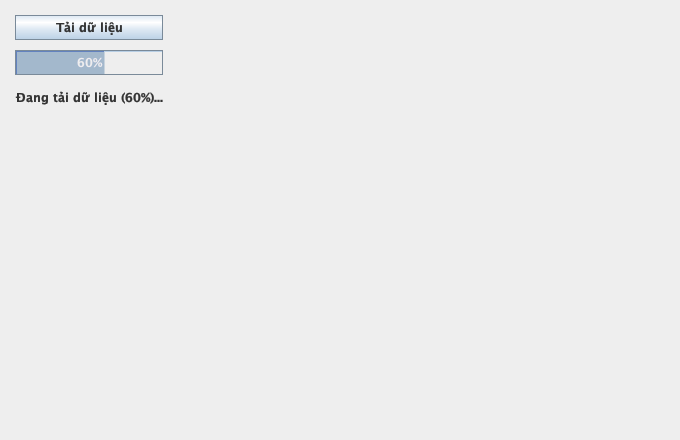 Tải dữ liệu
60%
Đang tải dữ liệu (60%)...